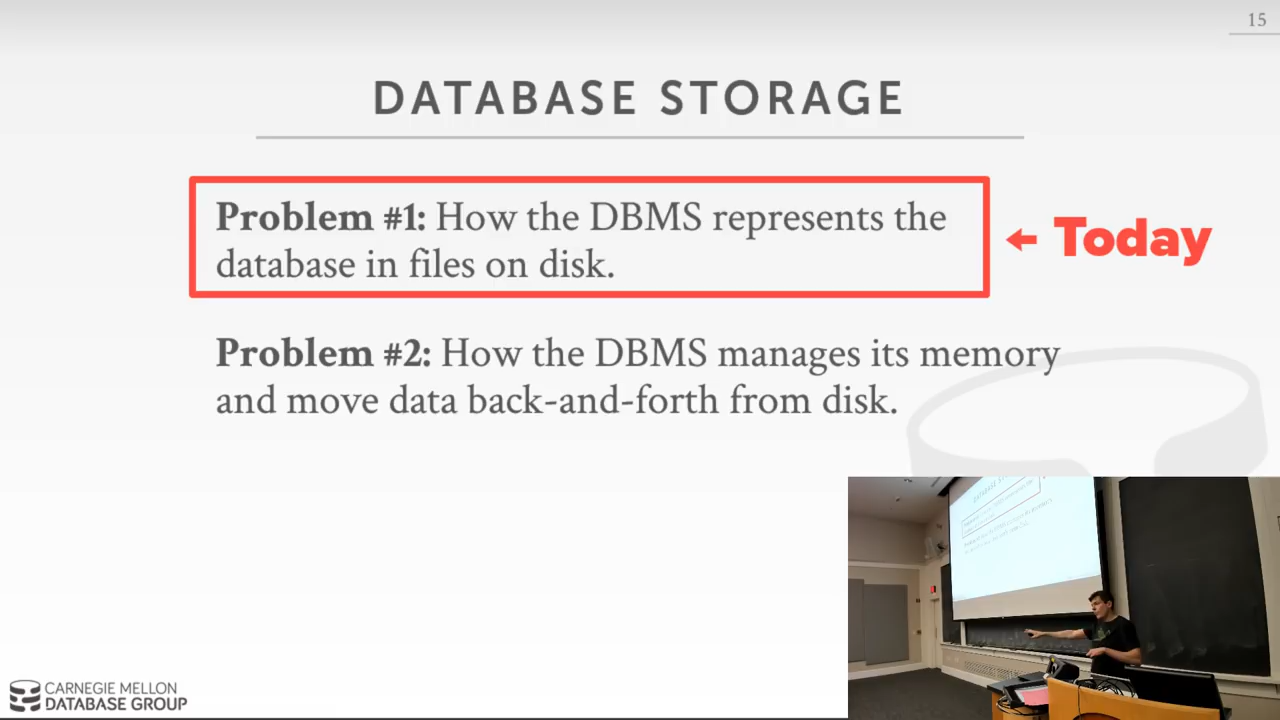 15
DATABASE STORAGE
Problem #1: How the DBMS represents the
database in files on disk.
← Today
Problem #2: How the DBMS manages its memory
and move data back-and-forth from disk.
CARNEGIE MELLON
DATABASE GROUP